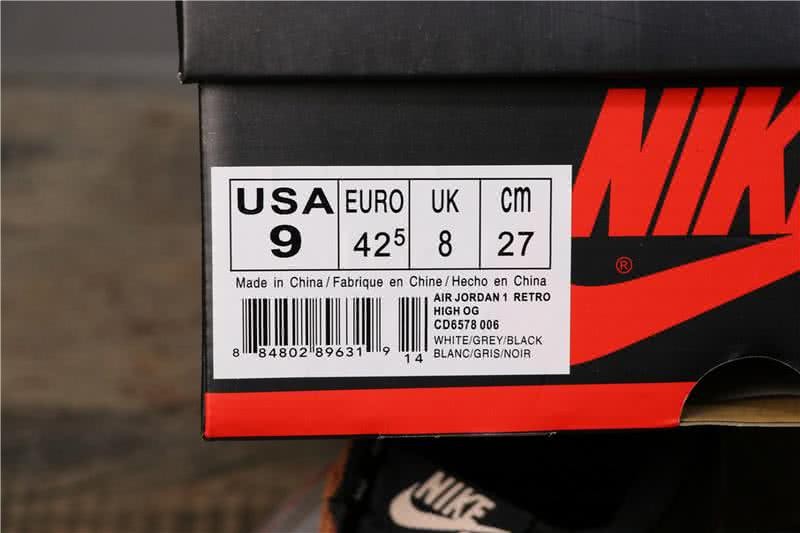 NIKE
USA EURO UK cm
9 42⁵ 8 27
®
Made in China/Fabrique en Chine/Hecho en China
AIR JORDAN 1 RETRO
HIGH OG
CD6578 006
WHITE/GREY/BLACK
BLANC/GRIS/NOIR
8 84802 89631 9 14
NIKE